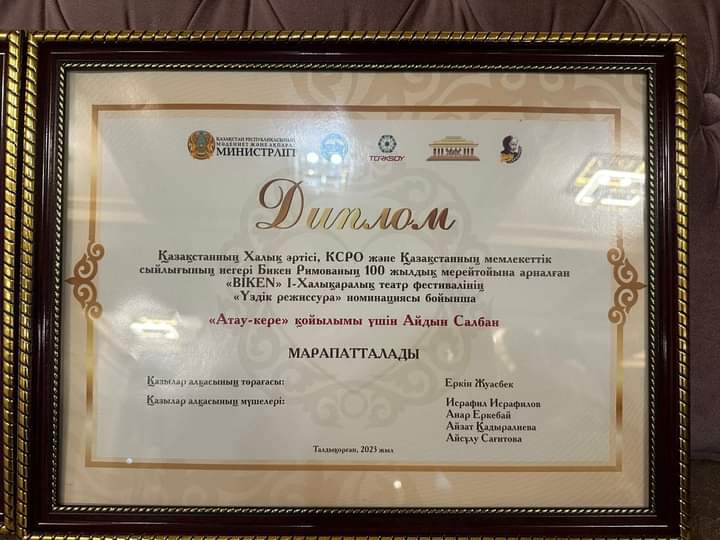 ҚАЗАҚСТАН РЕСПУБЛИКАСЫНЫҢ
МӘДЕНИЕТ ЖӘНЕ АҚПАРАТ
МИНИСТРЛІГІ
TÜRKSOY
Диплом
Қазақстанның Халық әртісі, КСРО және Қазақстанның мемлекеттік
сыйлығының иегері Бикен Римованың 100 жылдық мерейтойына арналған
«BIKEN» I-Халықаралық театр фестивалінің
«Үздік режиссура» номинациясы бойынша
«Атау-кере» қойылымы үшін Айдын Салбан
МАРАПАТТАЛАДЫ
Қазылар алқасының төрағасы: Еркін Жуасбек
Қазылар алқасының мүшелері: Исрафил Исрафилов
Анар Еркебай
Айзат Қадыралиева
Айсұлу Сағитова
Талдықорған, 2023 жыл